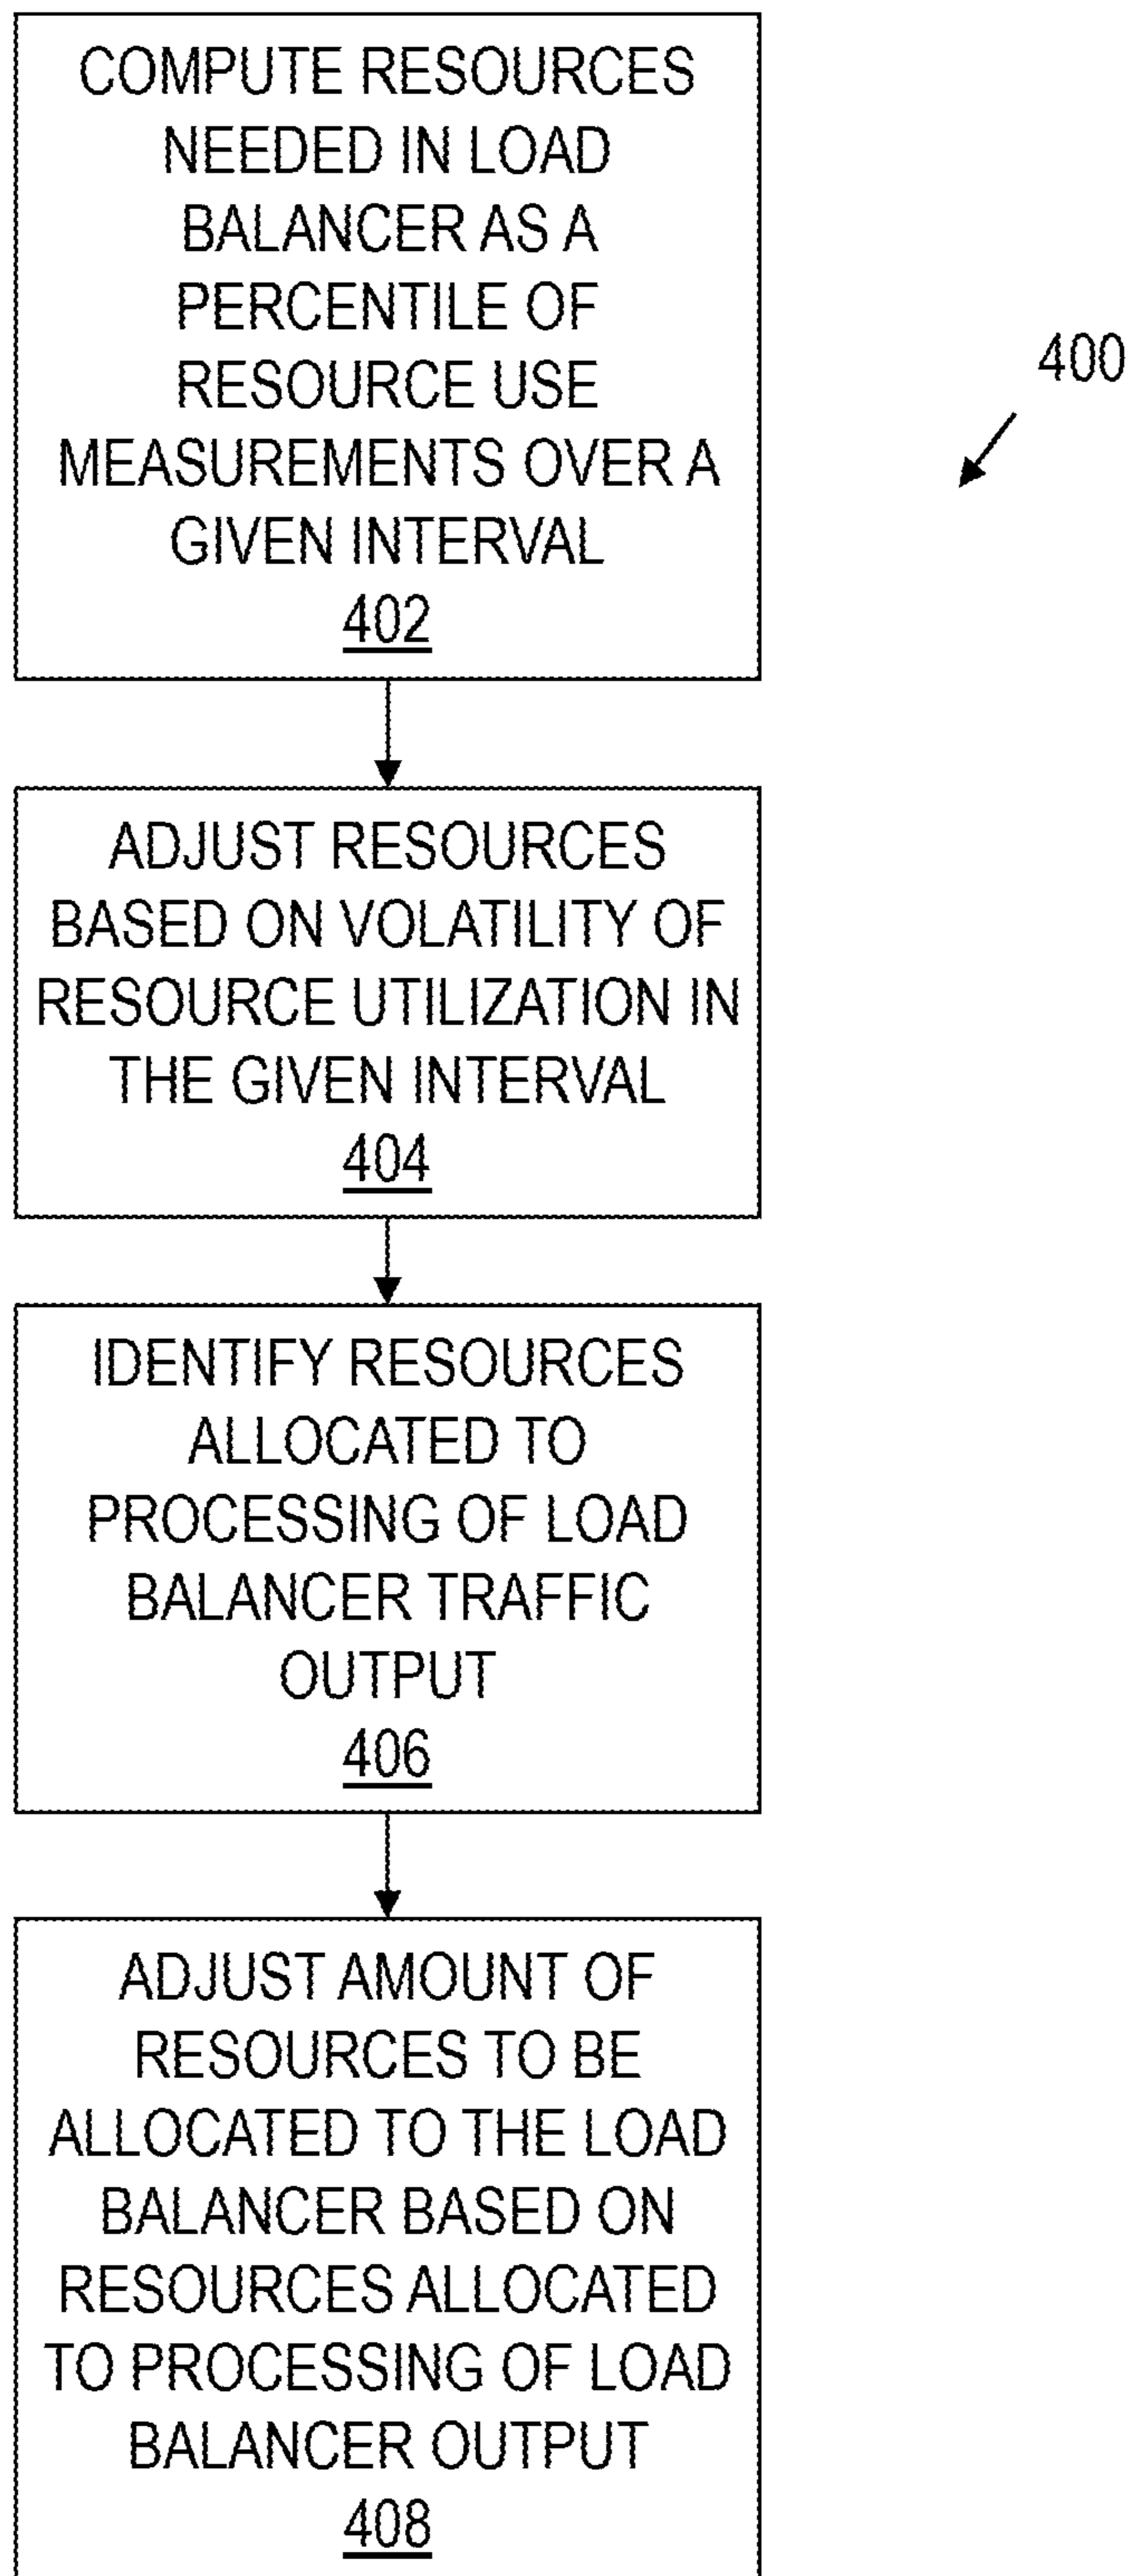 COMPUTE RESOURCES
NEEDED IN LOAD
BALANCER AS A
PERCENTILE OF
RESOURCE USE
MEASUREMENTS OVER A
GIVEN INTERVAL
402
400
ADJUST RESOURCES
BASED ON VOLATILITY OF
RESOURCE UTILIZATION IN
THE GIVEN INTERVAL
404
IDENTIFY RESOURCES
ALLOCATED TO
PROCESSING OF LOAD
BALANCER TRAFFIC
OUTPUT
406
ADJUST AMOUNT OF
RESOURCES TO BE
ALLOCATED TO THE LOAD
BALANCER BASED ON
RESOURCES ALLOCATED
TO PROCESSING OF LOAD
BALANCER OUTPUT
408